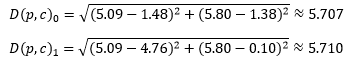 D(p,c)₀ = √(5.09 − 1.48)² + (5.80 − 1.38)² ≈ 5.707
D(p,c)₁ = √(5.09 − 4.76)² + (5.80 − 0.10)² ≈ 5.710